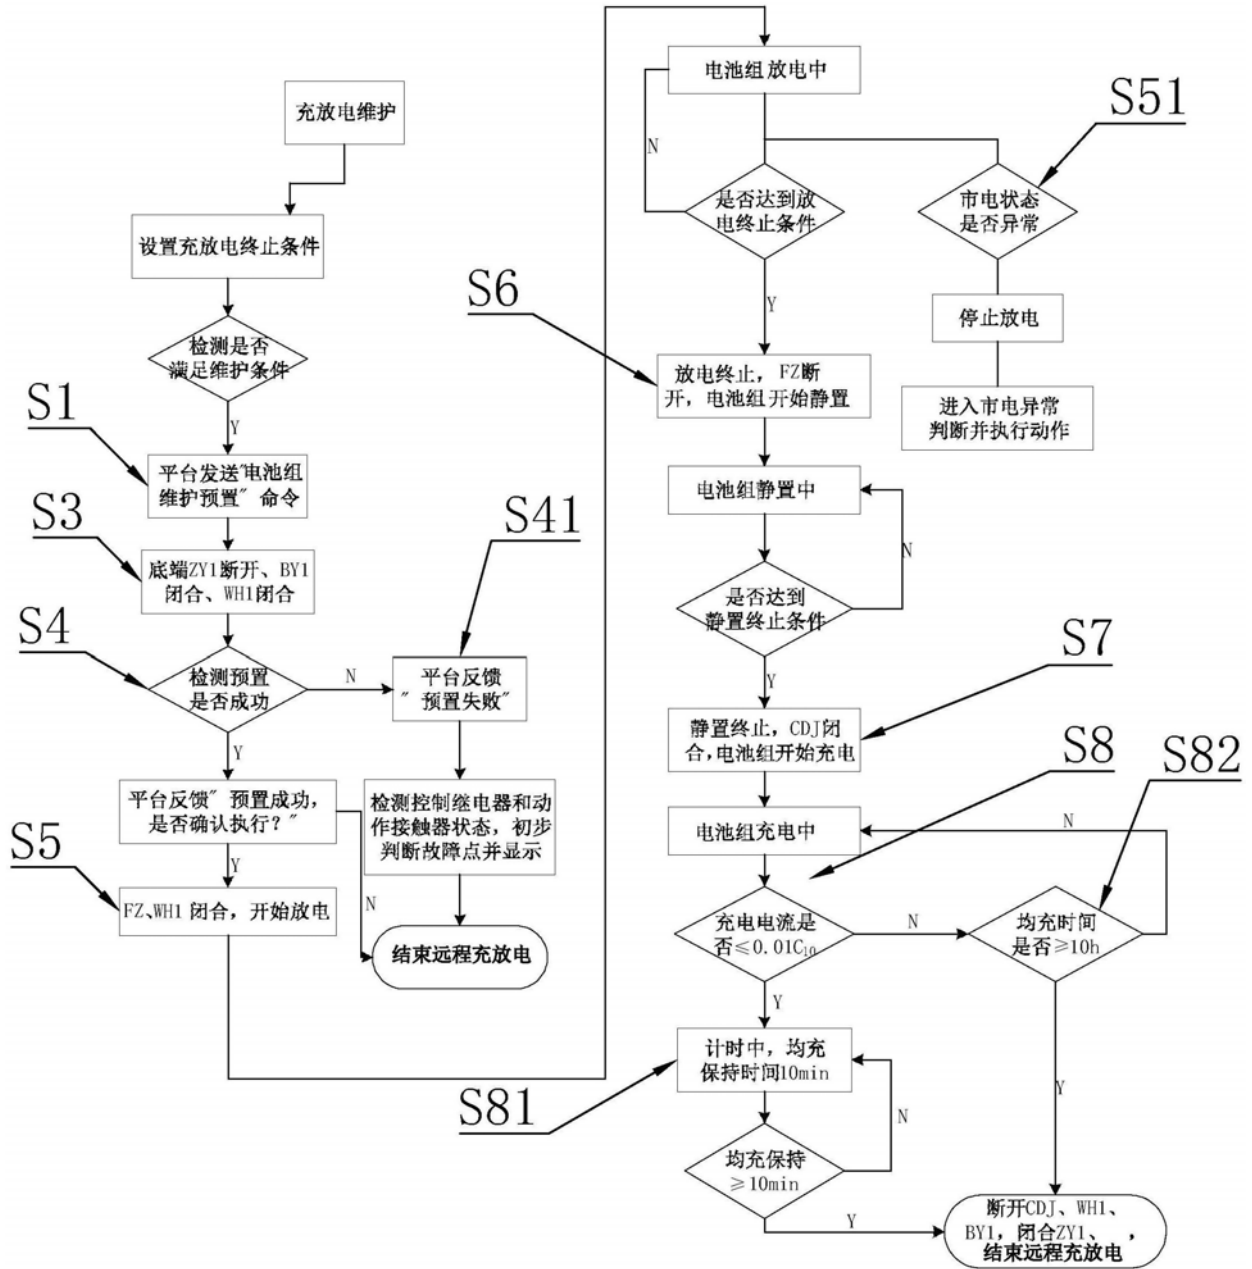 充放电维护
设置充放电终止条件
检测是否
满足维护条件
Y
S1
平台发送"电池组
维护预置" 命令
S3
底端ZY1断开、BY1
闭合、WH1闭合
S4
检测预置
是否成功
N
S41
平台反馈
" 预置失败"
Y
平台反馈" 预置成功,
是否确认执行?"
检测控制继电器和动
作接触器状态, 初步
判断故障点并显示
S5
Y
N
FZ、WH1 闭合, 开始放电
结束远程充放电
电池组放电中
N
S51
是否达到放
电终止条件
市电状态
是否异常
Y
停止放电
S6
放电终止, FZ断
开, 电池组开始静置
进入市电异常
判断并执行动作
电池组静置中
N
是否达到
静置终止条件
Y
S7
静置终止, CDJ闭
合,电池组开始充电
S8
S82
电池组充电中
N
充电电流是
否≤0.01C₁₀
N
均充时间
是否≥10h
Y
计时中, 均充
保持时间10min
S81
N
Y
均充保持
≥10min
Y
断开CDJ、WH1、
BY1, 闭合ZY1、 ,
结束远程充放电